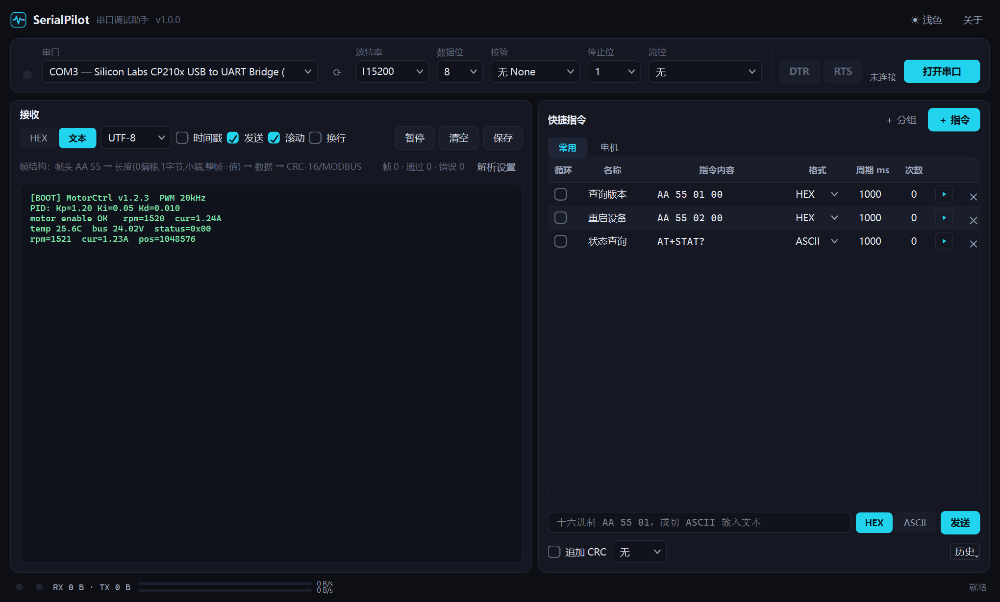 SerialPilot 串口调试助手 v1.0.0
浅色 关于
串口 波特率 数据位 校验 停止位 流控
COM3 — Silicon Labs CP210x USB to UART Bridge ( 115200 8 无 None 1 无 DTR RTS 未连接 打开串口
接收
HEX 文本 UTF-8 时间戳 发送 滚动 换行 暂停 清空 保存
帧结构: 帧头 AA 55 → 长度(0偏移,1字节,小端,整帧=值) → 数据 → CRC-16/MODBUS 帧 0 · 通过 0 · 错误 0 解析设置
[BOOT] MotorCtrl v1.2.3  PWM 20kHz
PID: Kp=1.20 Ki=0.05 Kd=0.010
motor enable OK   rpm=1520  cur=1.24A
temp 25.6C  bus 24.02V  status=0x00
rpm=1521  cur=1.23A  pos=1048576
快捷指令 + 分组 + 指令
常用 电机
循环 名称 指令内容 格式 周期 ms 次数
查询版本 AA 55 01 00 HEX 1000 0
重启设备 AA 55 02 00 HEX 1000 0
状态查询 AT+STAT? ASCII 1000 0
十六进制 AA 55 01, 或切 ASCII 输入文本 HEX ASCII 发送
追加 CRC 无 历史
RX 0 B · TX 0 B
0 B/s
0 B/s
就绪